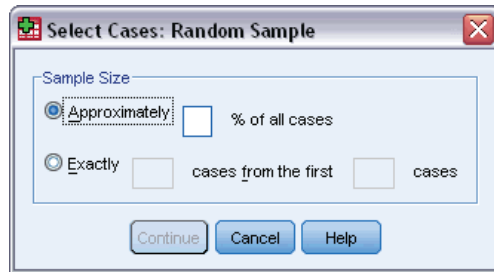 Select Cases: Random Sample
Sample Size
Approximately % of all cases
Exactly cases from the first cases
Continue Cancel Help